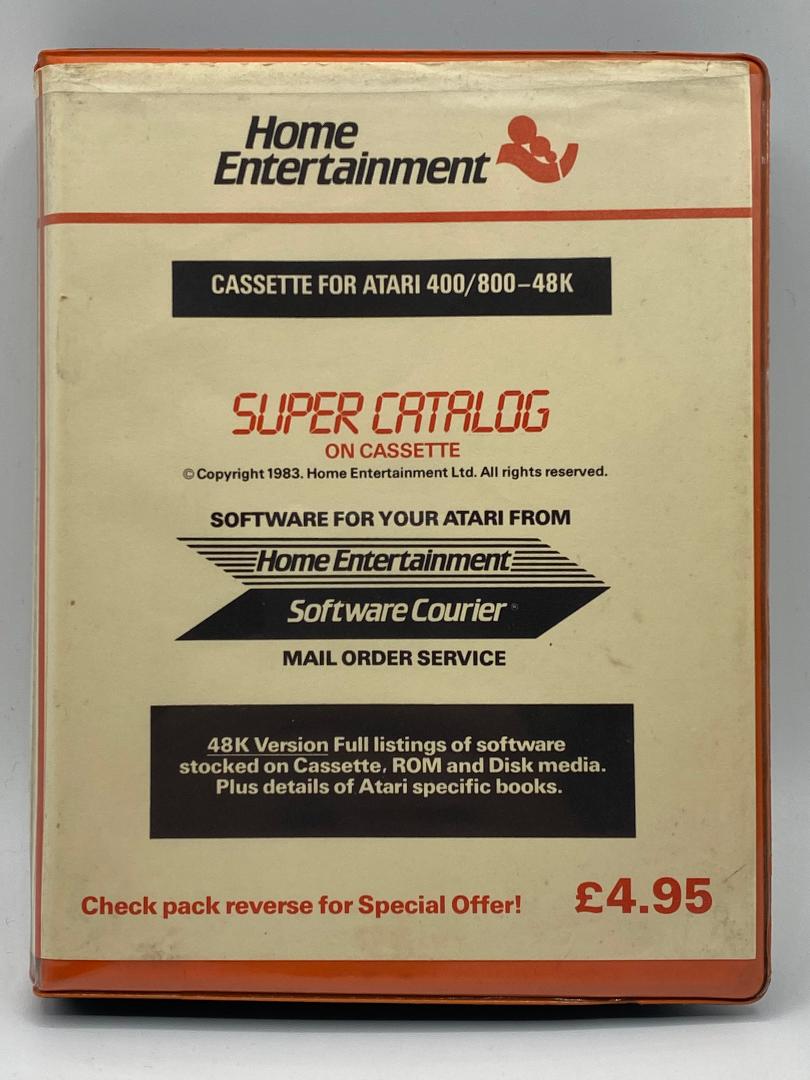 Home
Entertainment
CASSETTE FOR ATARI 400/800–48K
SUPER CATALOG
ON CASSETTE
© Copyright 1983. Home Entertainment Ltd. All rights reserved.
SOFTWARE FOR YOUR ATARI FROM
Home Entertainment
Software Courier®
MAIL ORDER SERVICE
48K Version Full listings of software
stocked on Cassette, ROM and Disk media.
Plus details of Atari specific books.
Check pack reverse for Special Offer! £4.95